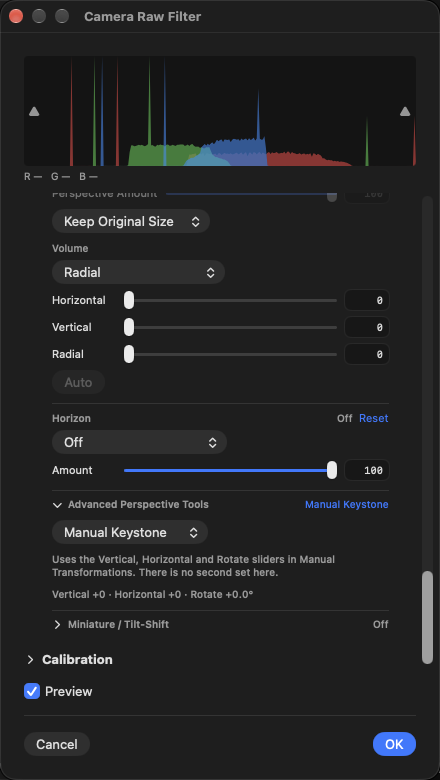 Camera Raw Filter
R — G — B —
Perspective Amount 100
Keep Original Size
Volume
Radial
Horizontal 0
Vertical 0
Radial 0
Auto
Horizon Off Reset
Off
Amount 100
Advanced Perspective Tools Manual Keystone
Manual Keystone
Uses the Vertical, Horizontal and Rotate sliders in Manual
Transformations. There is no second set here.
Vertical +0 · Horizontal +0 · Rotate +0.0°
Miniature / Tilt-Shift Off
Calibration
Preview
Cancel OK